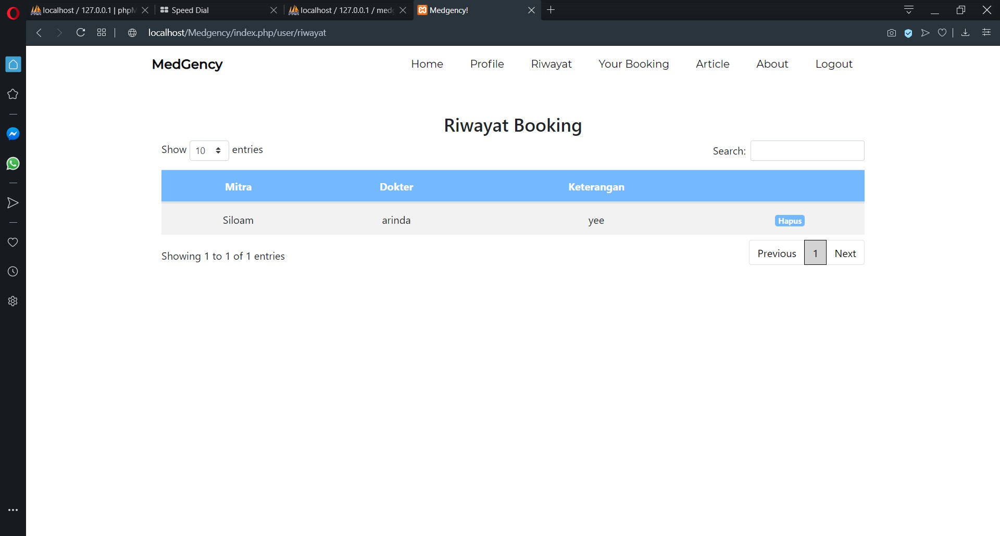 localhost / 127.0.0.1 | phpM
Speed Dial
localhost / 127.0.0.1 / med
Medgency!
localhost/Medgency/index.php/user/riwayat
MedGency
Home Profile Riwayat Your Booking Article About Logout
Riwayat Booking
Show 10 entries
Search:
Mitra Dokter Keterangan
Siloam arinda yee Hapus
Showing 1 to 1 of 1 entries
Previous 1 Next